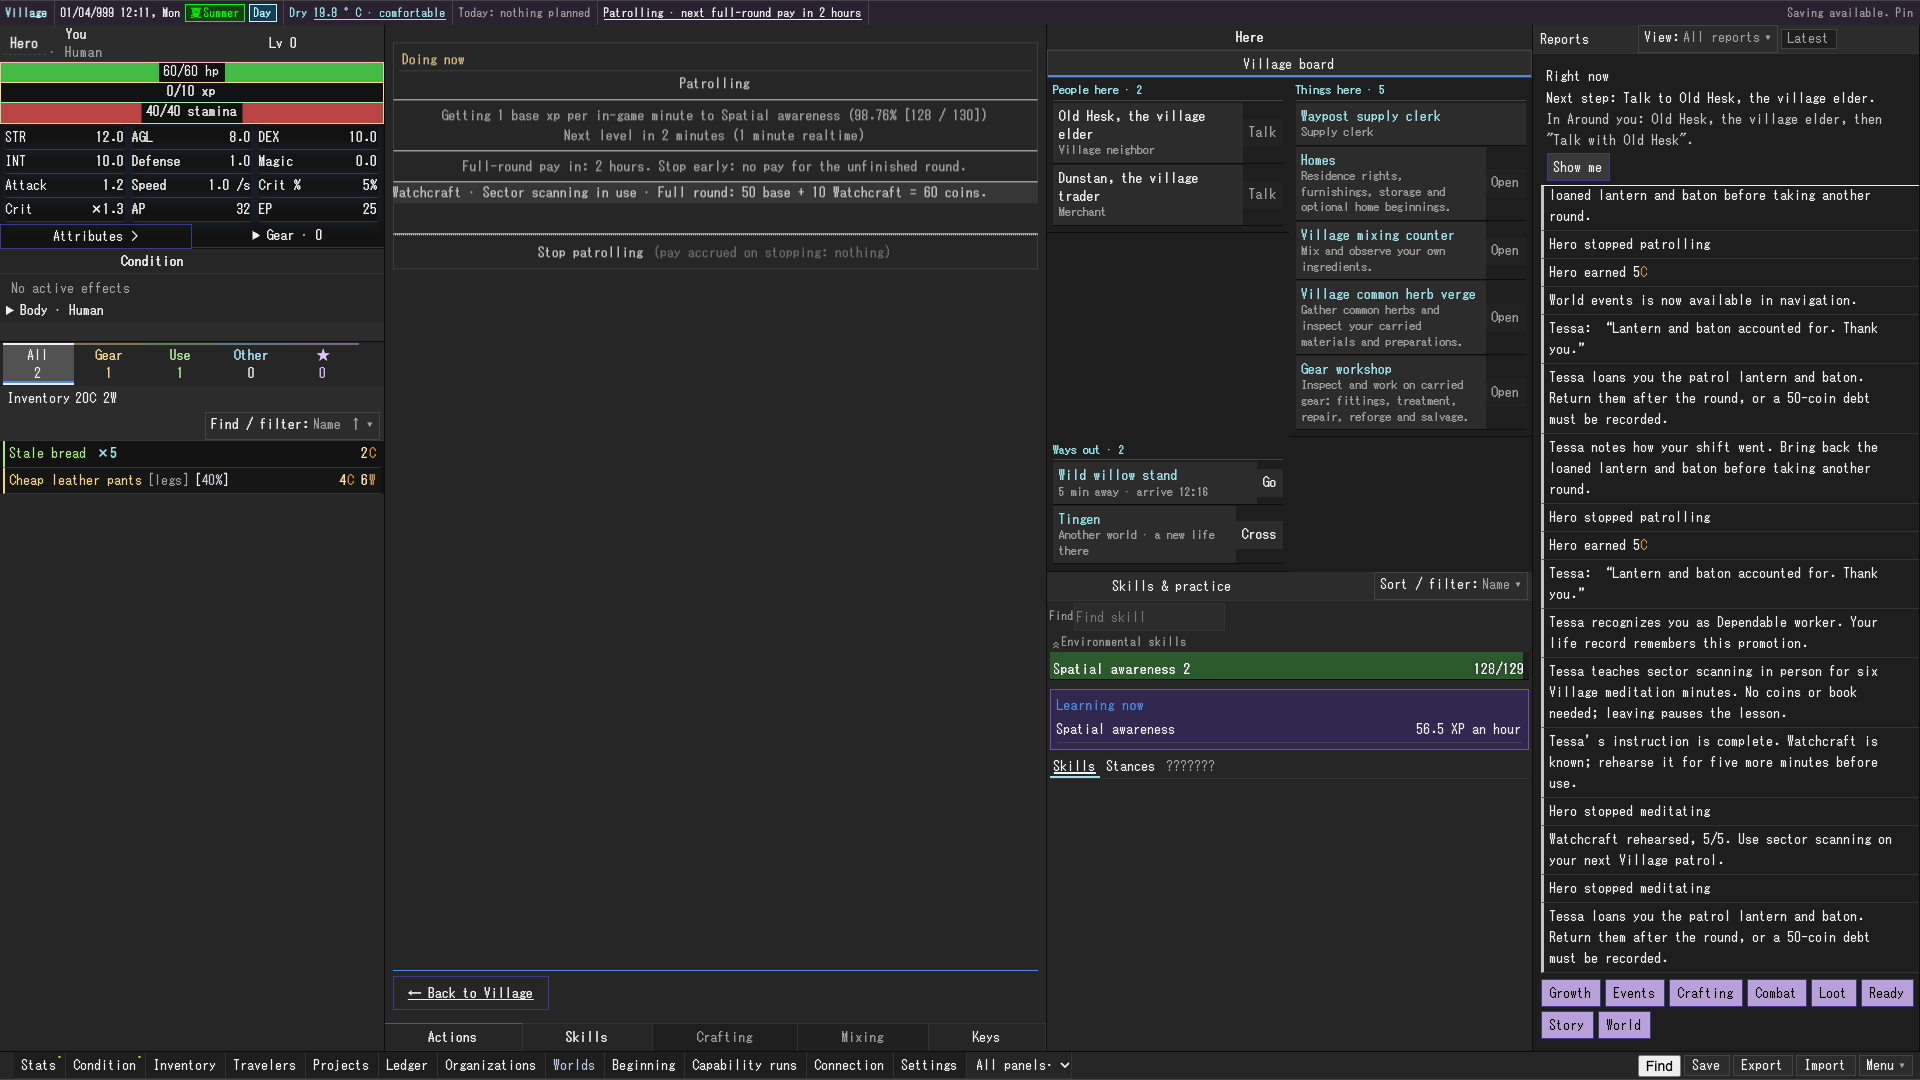 Village 01/04/999 12:11, Mon 夏Summer Day Dry 19.8 ° C · comfortable Today: nothing planned Patrolling · next full-round pay in 2 hours Saving available. Pin
Hero · You Lv 0
Human
60/60 hp
0/10 xp
40/40 stamina
STR 12.0 AGL 8.0 DEX 10.0
INT 10.0 Defense 1.0 Magic 0.0
Attack 1.2 Speed 1.0 /s Crit % 5%
Crit ×1.3 AP 32 EP 25
Attributes > ▶ Gear · 0
Condition
No active effects
▶ Body · Human
All Gear Use Other ★
2 1 1 0 0
Inventory 20C 2W
Find / filter: Name ↑ ▾
Stale bread ×5 2C
Cheap leather pants [legs] [40%] 4C 6W
Doing now
Patrolling
Getting 1 base xp per in-game minute to Spatial awareness (98.76% [128 / 130])
Next level in 2 minutes (1 minute realtime)
Full-round pay in: 2 hours. Stop early: no pay for the unfinished round.
Watchcraft · Sector scanning in use · Full round: 50 base + 10 Watchcraft = 60 coins.
Stop patrolling (pay accrued on stopping: nothing)
← Back to Village
Actions Skills Crafting Mixing Keys
Here
Village board
People here · 2
Old Hesk, the village elder
Village neighbor
Talk
Dunstan, the village trader
Merchant
Talk
Things here · 5
Waypost supply clerk
Supply clerk
Homes
Residence rights, furnishings, storage and optional home beginnings.
Open
Village mixing counter
Mix and observe your own ingredients.
Open
Village common herb verge
Gather common herbs and inspect your carried materials and preparations.
Open
Gear workshop
Inspect and work on carried gear: fittings, treatment, repair, reforge and salvage.
Open
Ways out · 2
Wild willow stand
5 min away · arrive 12:16
Go
Tingen
Another world · a new life there
Cross
Skills & practice Sort / filter: Name ▾
Find Find skill
Environmental skills
Spatial awareness 2 128/129
Learning now
Spatial awareness 56.5 XP an hour
Skills Stances ???????
Reports View: All reports ▾ Latest
Right now
Next step: Talk to Old Hesk, the village elder.
In Around you: Old Hesk, the village elder, then
"Talk with Old Hesk".
Show me
loaned lantern and baton before taking another
round.
Hero stopped patrolling
Hero earned 5C
World events is now available in navigation.
Tessa: “Lantern and baton accounted for. Thank
you.”
Tessa loans you the patrol lantern and baton.
Return them after the round, or a 50-coin debt
must be recorded.
Tessa notes how your shift went. Bring back the
loaned lantern and baton before taking another
round.
Hero stopped patrolling
Hero earned 5C
Tessa: “Lantern and baton accounted for. Thank
you.”
Tessa recognizes you as Dependable worker. Your
life record remembers this promotion.
Tessa teaches sector scanning in person for six
Village meditation minutes. No coins or book
needed; leaving pauses the lesson.
Tessa’s instruction is complete. Watchcraft is
known; rehearse it for five more minutes before
use.
Hero stopped meditating
Watchcraft rehearsed, 5/5. Use sector scanning on
your next Village patrol.
Hero stopped meditating
Tessa loans you the patrol lantern and baton.
Return them after the round, or a 50-coin debt
must be recorded.
Growth Events Crafting Combat Loot Ready
Story World
Stats Condition Inventory Travelers Projects Ledger Organizations Worlds Beginning Capability runs Connection Settings All panels· Find Save Export Import Menu ▾